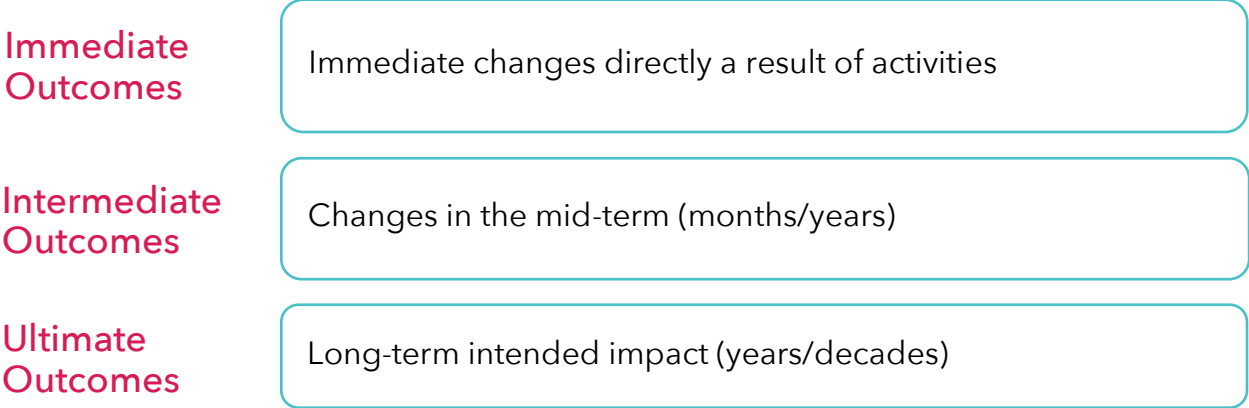 Immediate
Outcomes
Immediate changes directly a result of activities
Intermediate
Outcomes
Changes in the mid-term (months/years)
Ultimate
Outcomes
Long-term intended impact (years/decades)